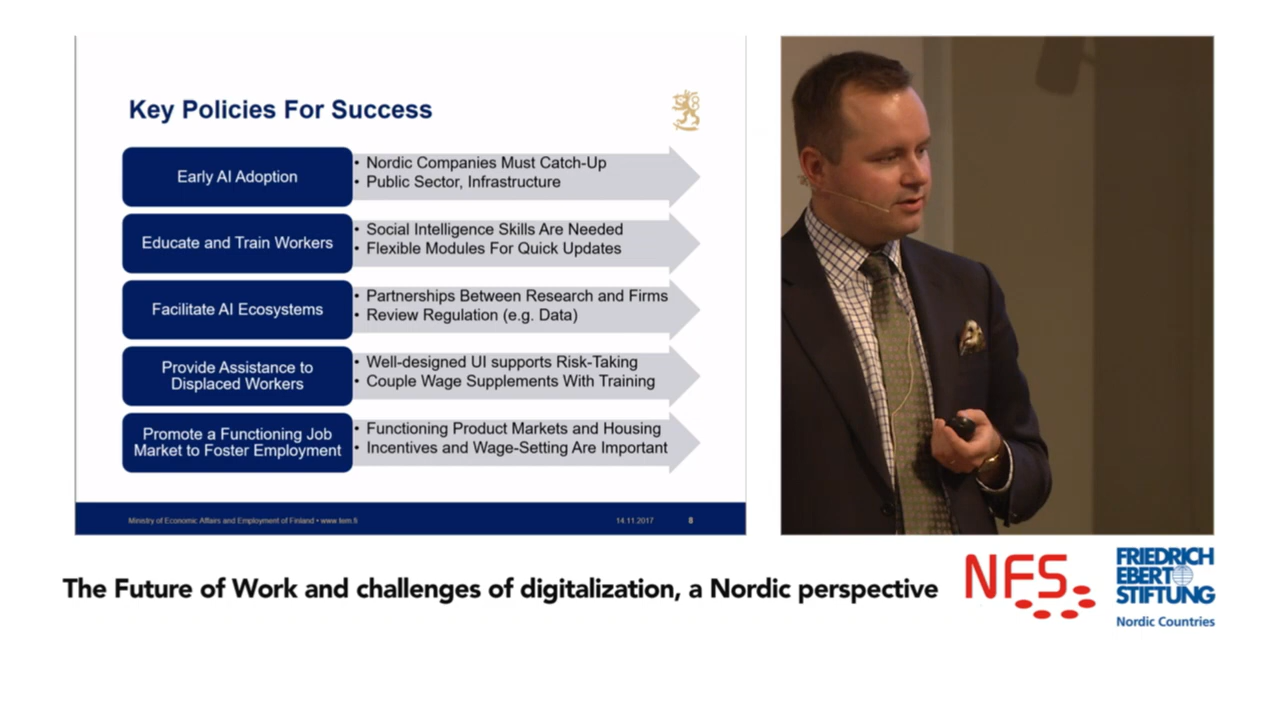 Key Policies For Success
Early AI Adoption
• Nordic Companies Must Catch-Up
• Public Sector, Infrastructure
Educate and Train Workers
• Social Intelligence Skills Are Needed
• Flexible Modules For Quick Updates
Facilitate AI Ecosystems
• Partnerships Between Research and Firms
• Review Regulation (e.g. Data)
Provide Assistance to
Displaced Workers
• Well-designed UI supports Risk-Taking
• Couple Wage Supplements With Training
Promote a Functioning Job
Market to Foster Employment
• Functioning Product Markets and Housing
• Incentives and Wage-Setting Are Important
Ministry of Economic Affairs and Employment of Finland • www.tem.fi
14.11.2017
8
The Future of Work and challenges of digitalization, a Nordic perspective
NFS
FRIEDRICH
EBERT
STIFTUNG
Nordic Countries